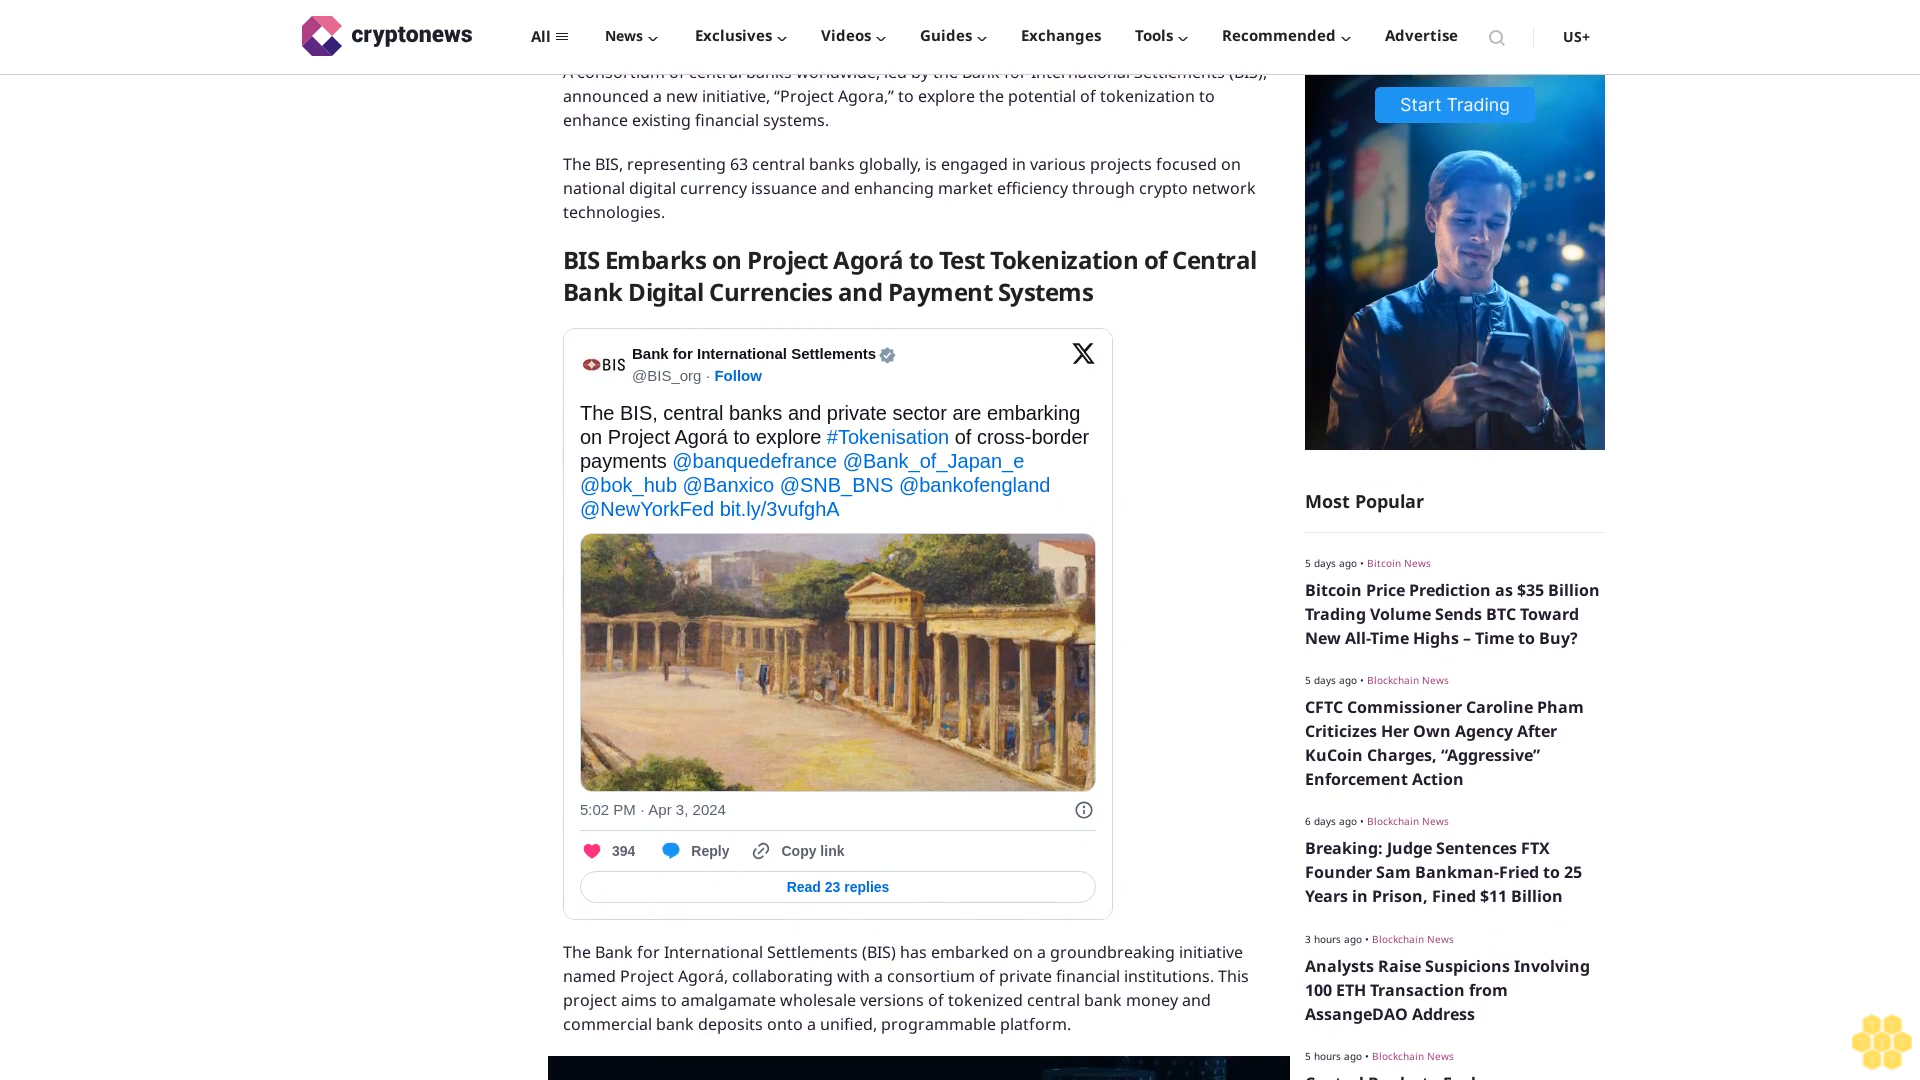 cryptonews
All
News
Exclusives
Videos
Guides
Exchanges
Tools
Recommended
Advertise
US+
A consortium of central banks worldwide, led by the Bank for International Settlements (BIS),
announced a new initiative, “Project Agora,” to explore the potential of tokenization to
enhance existing financial systems.
The BIS, representing 63 central banks globally, is engaged in various projects focused on
national digital currency issuance and enhancing market efficiency through crypto network
technologies.
BIS Embarks on Project Agorá to Test Tokenization of Central
Bank Digital Currencies and Payment Systems
BIS
Bank for International Settlements
@BIS_org · Follow
The BIS, central banks and private sector are embarking
on Project Agorá to explore #Tokenisation of cross-border
payments @banquedefrance @Bank_of_Japan_e
@bok_hub @Banxico @SNB_BNS @bankofengland
@NewYorkFed bit.ly/3vufghA
5:02 PM · Apr 3, 2024
394
Reply
Copy link
Read 23 replies
The Bank for International Settlements (BIS) has embarked on a groundbreaking initiative
named Project Agorá, collaborating with a consortium of private financial institutions. This
project aims to amalgamate wholesale versions of tokenized central bank money and
commercial bank deposits onto a unified, programmable platform.
Start Trading
Most Popular
5 days ago • Bitcoin News
Bitcoin Price Prediction as $35 Billion
Trading Volume Sends BTC Toward
New All-Time Highs – Time to Buy?
5 days ago • Blockchain News
CFTC Commissioner Caroline Pham
Criticizes Her Own Agency After
KuCoin Charges, “Aggressive”
Enforcement Action
6 days ago • Blockchain News
Breaking: Judge Sentences FTX
Founder Sam Bankman-Fried to 25
Years in Prison, Fined $11 Billion
3 hours ago • Blockchain News
Analysts Raise Suspicions Involving
100 ETH Transaction from
AssangeDAO Address
5 hours ago • Blockchain News